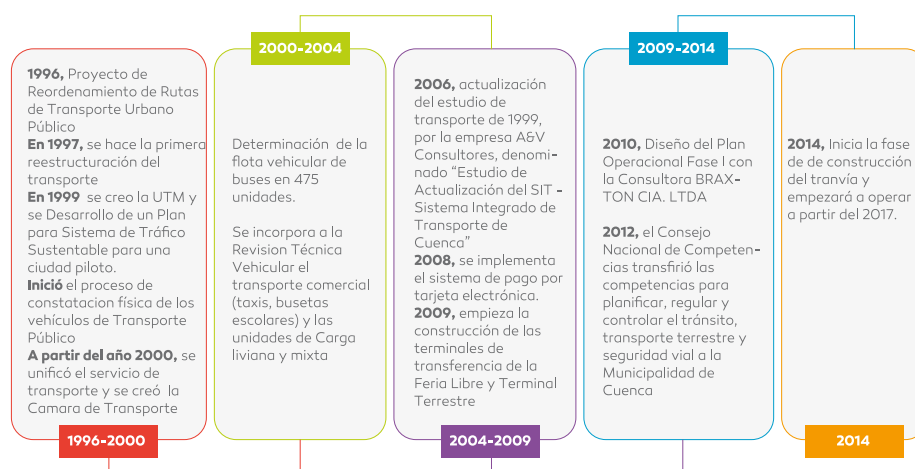 1996, Proyecto de
Reordenamiento de Rutas
de Transporte Urbano
Público
En 1997, se hace la primera
reestructuración del
transporte
En 1999 se creo la UTM y
se Desarrollo de un Plan
para Sistema de Tráfico
Sustentable para una
ciudad piloto.
Inició el proceso de
constatacion física de los
vehículos de Transporte
Público
A partir del año 2000, se
unificó el servicio de
transporte y se creó la
Camara de Transporte
1996-2000
2000-2004
Determinación de la
flota vehicular de
buses en 475
unidades.
Se incorpora a la
Revision Técnica
Vehicular el
transporte comercial
(taxis, busetas
escolares) y las
unidades de Carga
liviana y mixta
2006, actualización
del estudio de
transporte de 1999,
por la empresa A&V
Consultores, denomi-
nado “Estudio de
Actualización del SIT -
Sistema Integrado de
Transporte de
Cuenca”
2008, se implementa
el sistema de pago por
tarjeta electrónica.
2009, empieza la
construcción de las
terminales de
transferencia de la
Feria Libre y Terminal
Terrestre
2004-2009
2009-2014
2010, Diseño del Plan
Operacional Fase I con
la Consultora BRAX-
TON CIA. LTDA
2012, el Consejo
Nacional de Competen-
cias transfirió las
competencias para
planificar, regular y
controlar el tránsito,
transporte terrestre y
seguridad vial a la
Municipalidad de
Cuenca
2014, Inicia la fase
de de construcción
del tranvía y
empezará a operar
a partir del 2017.
2014